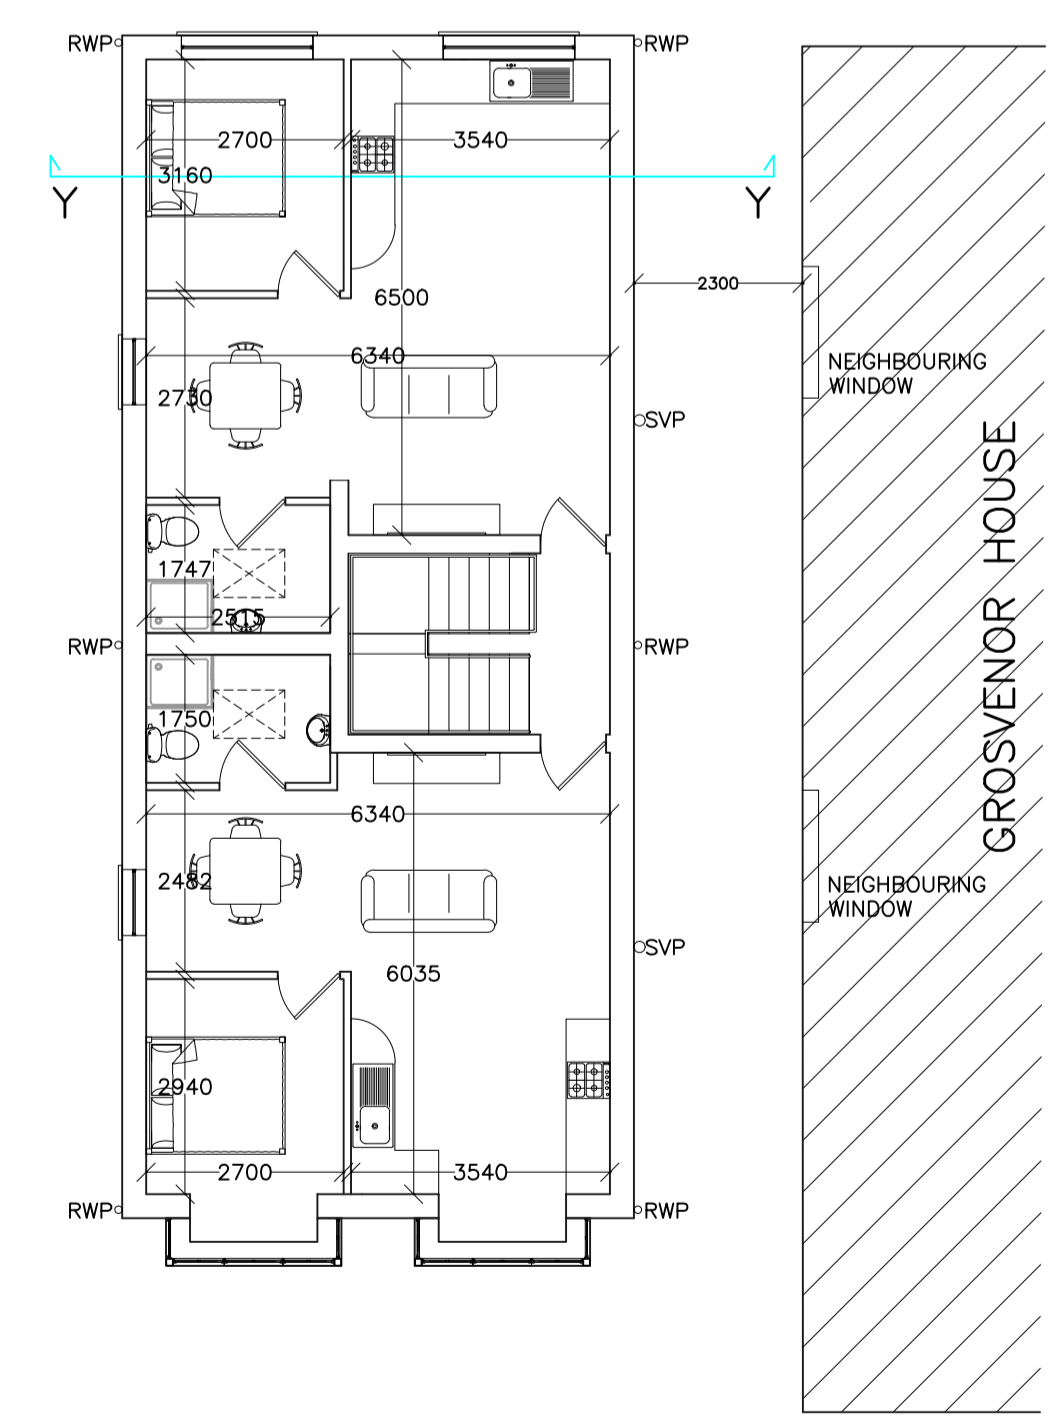 RWP
RWP
2700
3540
3160
Y
Y
2300
6500
6340
NEIGHBOURING
WINDOW
2730
SVP
GROSVENOR HOUSE
1747
2515
RWP
RWP
1750
6340
2482
NEIGHBOURING
WINDOW
SVP
6035
2940
2700
3540
RWP
RWP